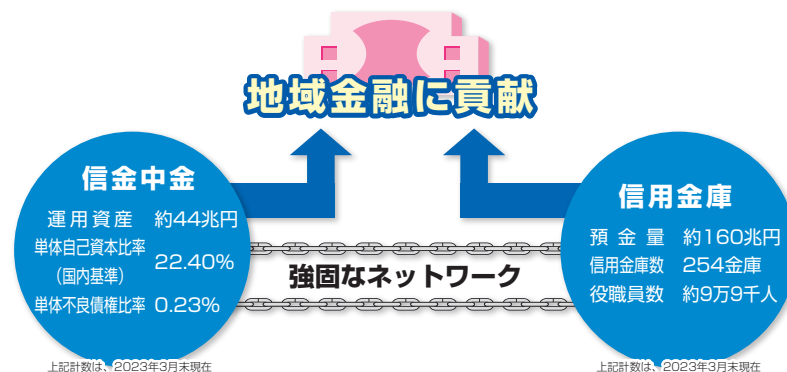 地域金融に貢献
信金中金
運用資産 約44兆円
単体自己資本比率
(国内基準) 22.40%
単体不良債権比率 0.23%
上記計数は、2023年3月末現在
強固なネットワーク
信用金庫
預金量 約160兆円
信用金庫数 254金庫
役職員数 約9万9千人
上記計数は、2023年3月末現在